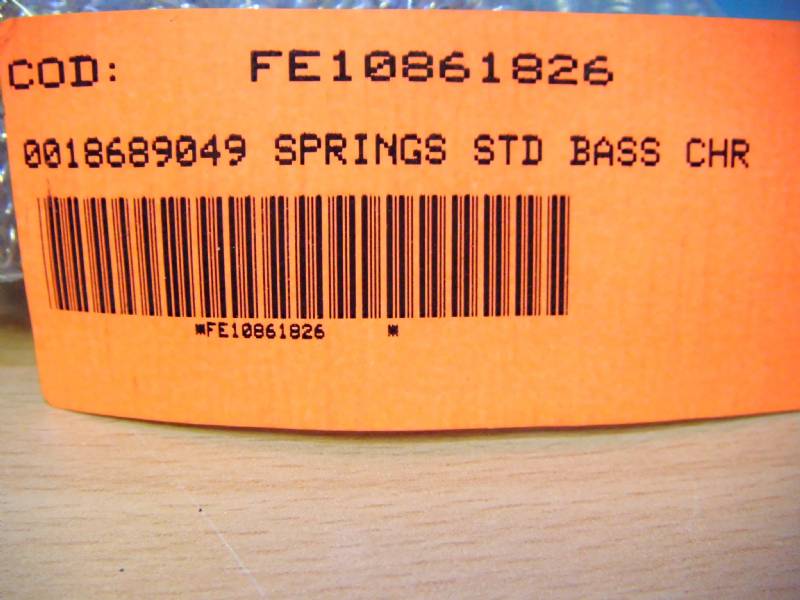 COD: FE10861826
0018689049 SPRINGS STD BASS CHR
*FE10861826 *